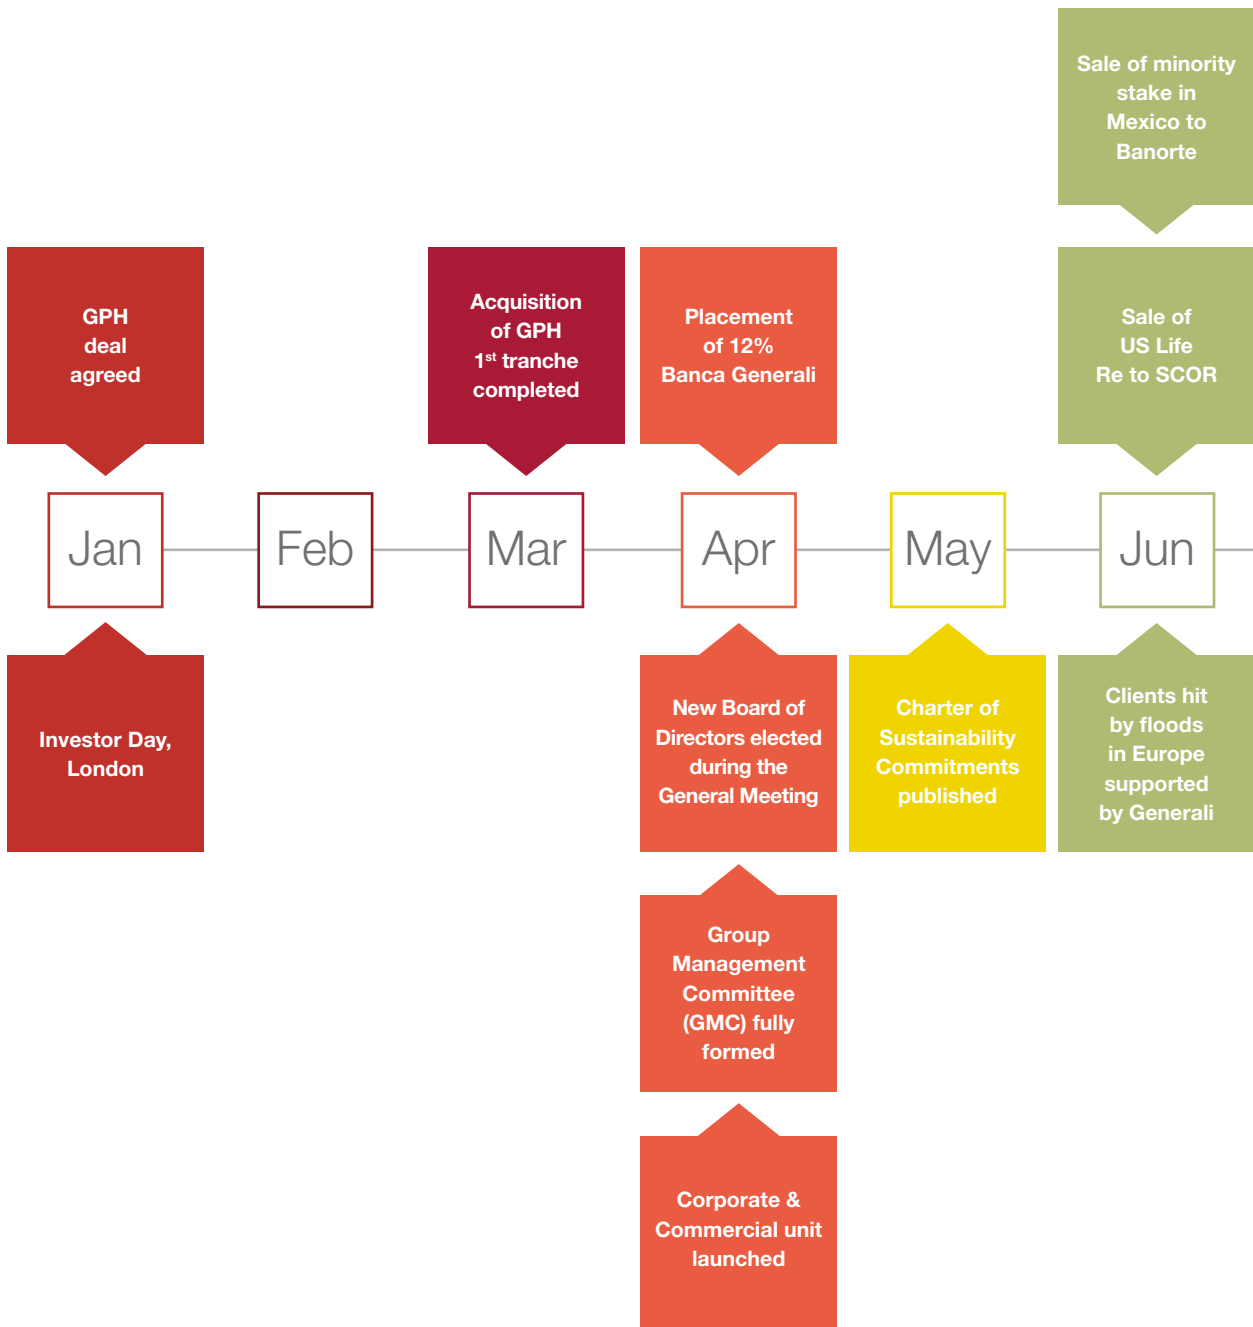 Sale of minority
stake in
Mexico to
Banorte
GPH
deal
agreed
Acquisition
of GPH
1st tranche
completed
Placement
of 12%
Banca Generali
Sale of
US Life
Re to SCOR
Jan
Feb
Mar
Apr
May
Jun
Investor Day,
London
New Board of
Directors elected
during the
General Meeting
Charter of
Sustainability
Commitments
published
Clients hit
by floods
in Europe
supported
by Generali
Group
Management
Committee
(GMC) fully
formed
Corporate &
Commercial unit
launched